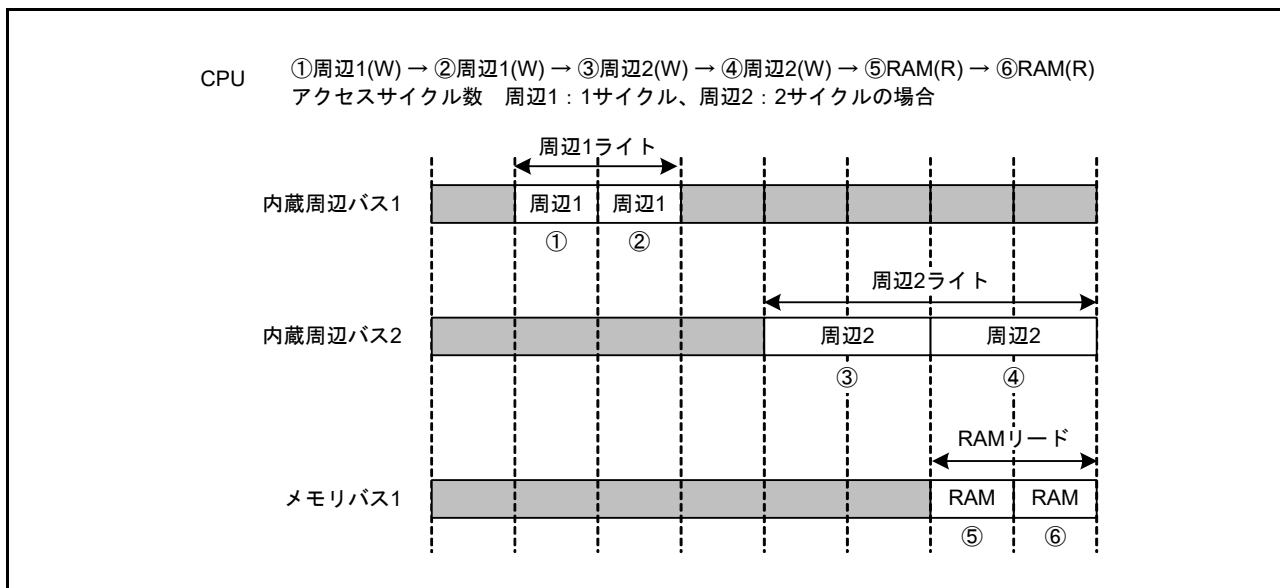 CPU ①周辺1(W) → ②周辺1(W) → ③周辺2(W) → ④周辺2(W) → ⑤RAM(R) → ⑥RAM(R)
アクセスサイクル数 周辺1：1サイクル、周辺2：2サイクルの場合
周辺1ライト
内蔵周辺バス1 周辺1 周辺1
① ②
周辺2ライト
内蔵周辺バス2 周辺2 周辺2
③ ④
RAMリード
メモリバス1 RAM RAM
⑤ ⑥